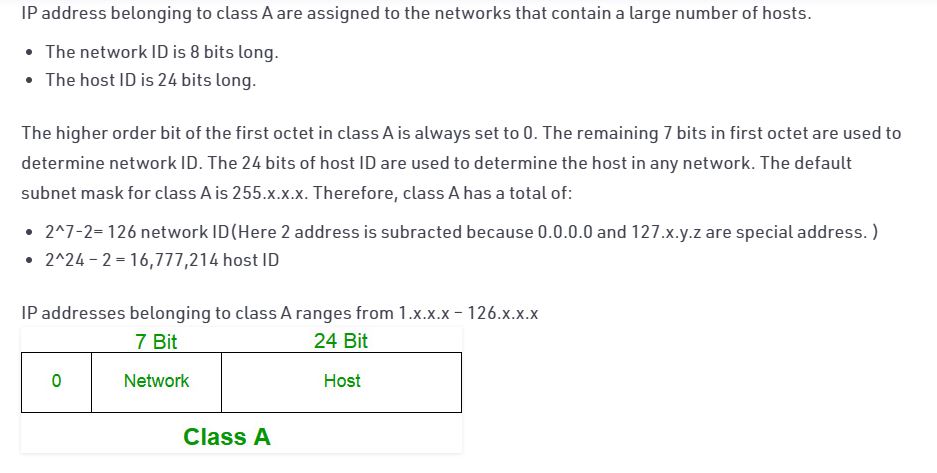 IP address belonging to class A are assigned to the networks that contain a large number of hosts.
• The network ID is 8 bits long.
• The host ID is 24 bits long.
The higher order bit of the first octet in class A is always set to 0. The remaining 7 bits in first octet are used to
determine network ID. The 24 bits of host ID are used to determine the host in any network. The default
subnet mask for class A is 255.x.x.x. Therefore, class A has a total of:
• 2^7-2= 126 network ID(Here 2 address is subracted because 0.0.0.0 and 127.x.y.z are special address. )
• 2^24 – 2 = 16,777,214 host ID
IP addresses belonging to class A ranges from 1.x.x.x – 126.x.x.x
7 Bit 24 Bit
0 Network Host
Class A